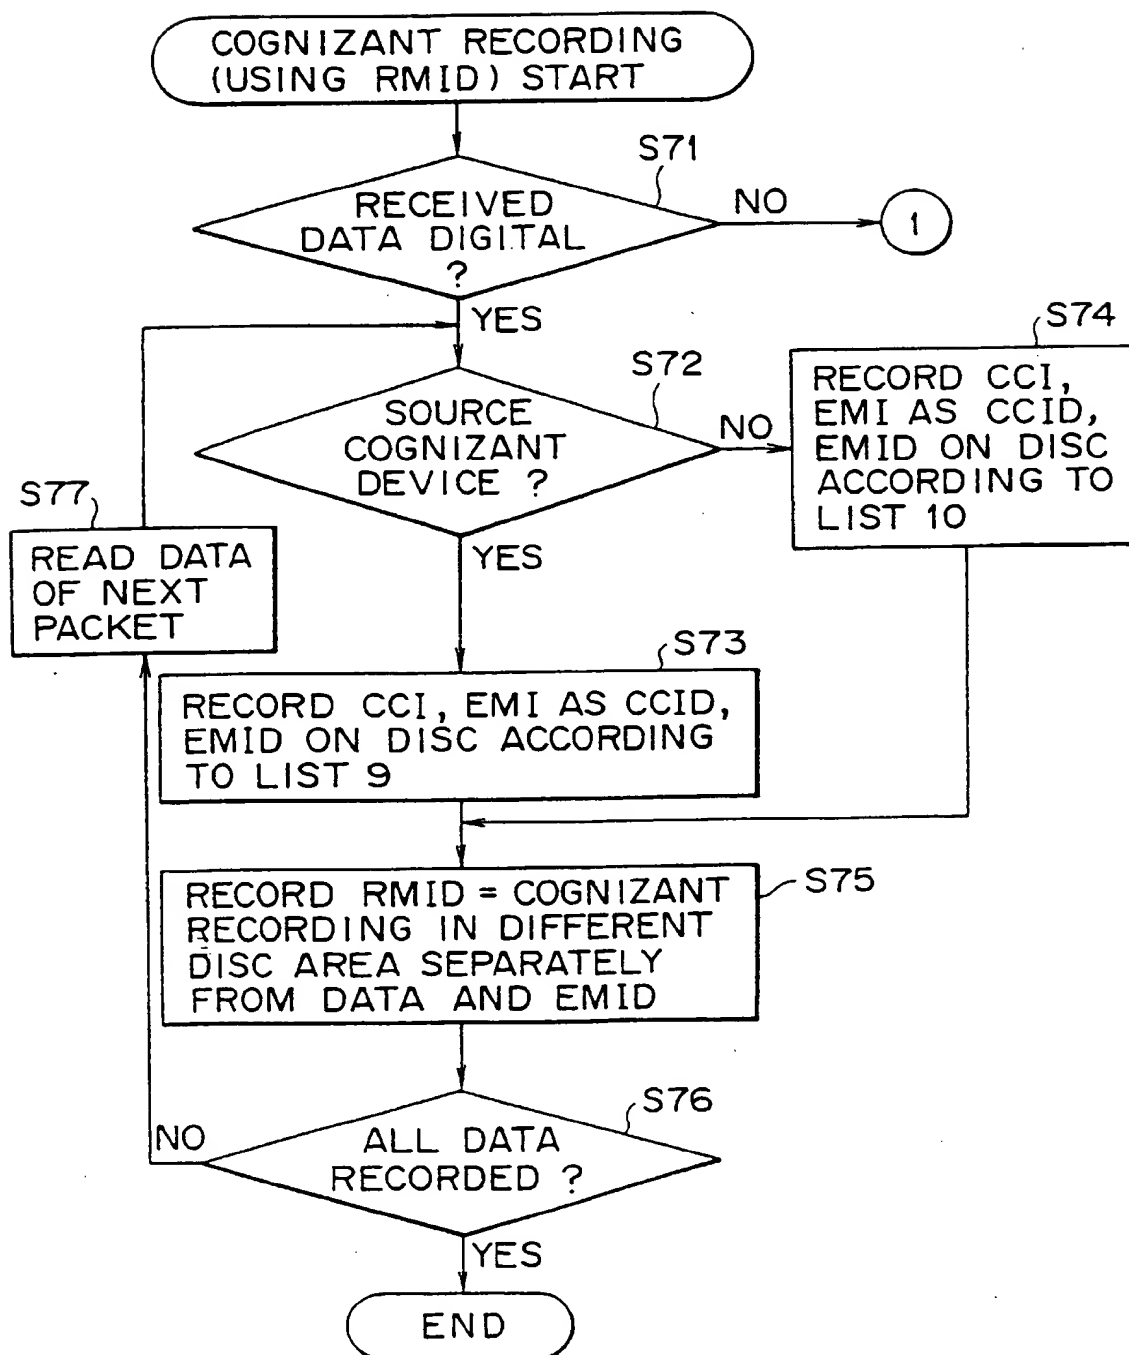 COGNIZANT RECORDING
(USING RMID) START
S71
RECEIVED
DATA DIGITAL
?
NO
1
YES
S72
SOURCE
COGNIZANT
DEVICE ?
NO
S74
RECORD CCI,
EMI AS CCID,
EMID ON DISC
ACCORDING TO
LIST 10
S77
READ DATA
OF NEXT
PACKET
YES
S73
RECORD CCI, EMI AS CCID,
EMID ON DISC ACCORDING
TO LIST 9
S75
RECORD RMID = COGNIZANT
RECORDING IN DIFFERENT
DISC AREA SEPARATELY
FROM DATA AND EMID
S76
ALL DATA
RECORDED ?
NO
YES
END